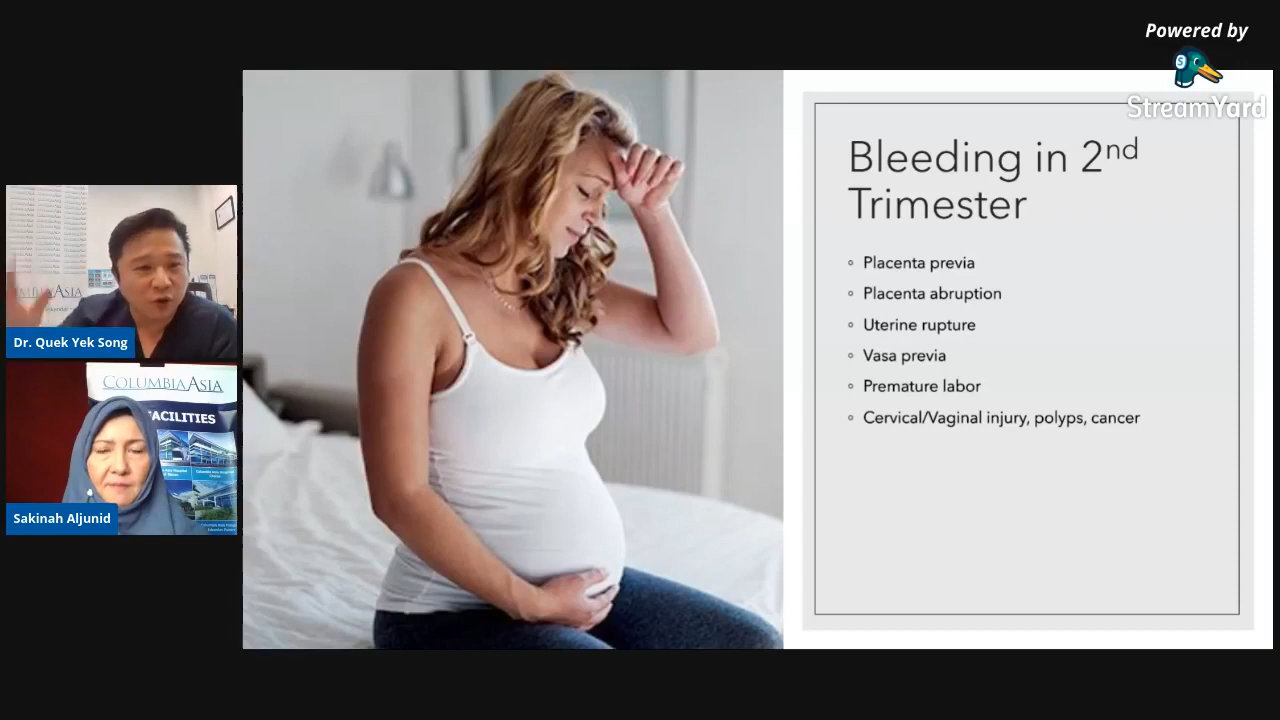 Powered by
StreamYard
Bleeding in 2nd
Trimester
Placenta previa
Placenta abruption
Uterine rupture
Vasa previa
Premature labor
Cervical/Vaginal injury, polyps, cancer
Dr. Quek Yek Song
COLUMBIA ASIA
FACILITIES
Sakinah Aljunid